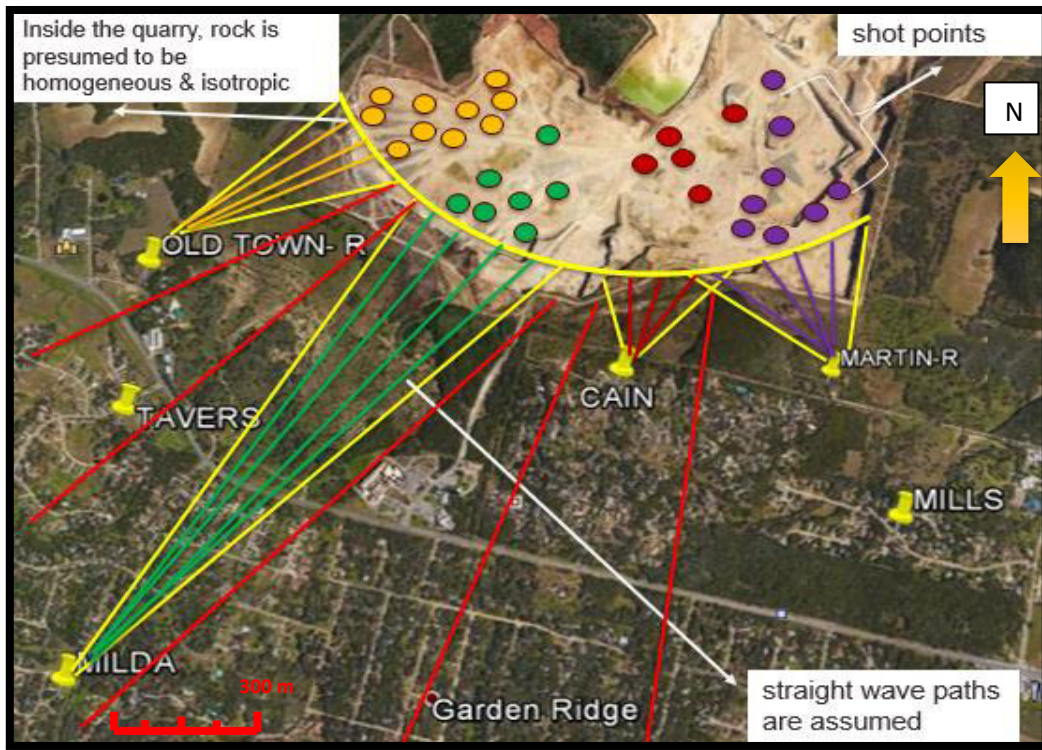 Inside the quarry, rock is
presumed to be
homogeneous & isotropic
shot points
N
OLD TOWN- R
MARTIN-R
CAIN
TAVERS
MILLS
MILDA
300 m
Garden Ridge
straight wave paths
are assumed